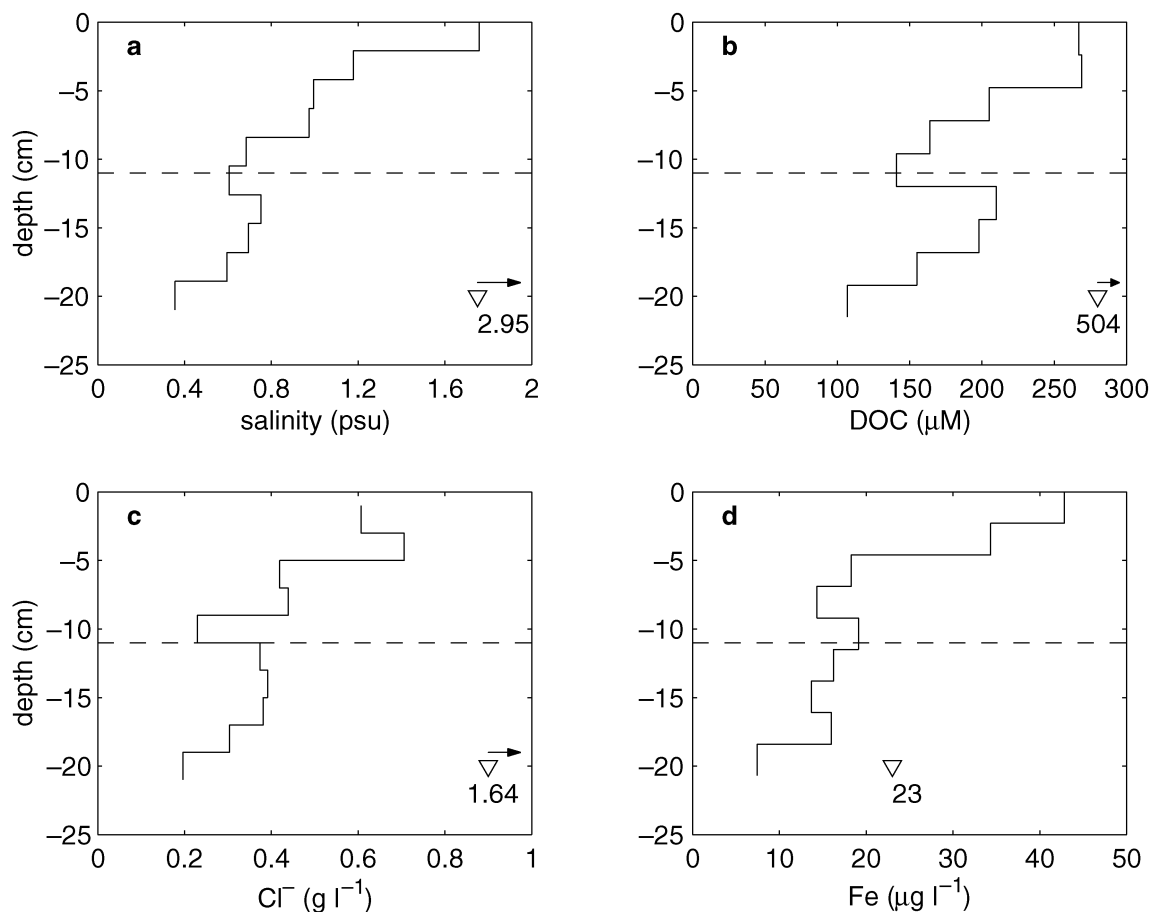 a
0
−5
−10
−15
−20
−25
depth (cm)
2.95
0 0.4 0.8 1.2 1.6 2
salinity (psu)
b
0
−5
−10
−15
−20
−25
504
0 50 100 150 200 250 300
DOC (μM)
c
0
−5
−10
−15
−20
−25
depth (cm)
1.64
0 0.2 0.4 0.6 0.8 1
Cl⁻ (g l⁻¹)
d
0
−5
−10
−15
−20
−25
23
0 10 20 30 40 50
Fe (μg l⁻¹)